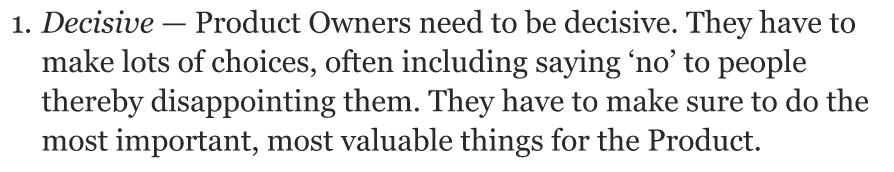 1. Decisive — Product Owners need to be decisive. They have to
make lots of choices, often including saying ‘no’ to people
thereby disappointing them. They have to make sure to do the
most important, most valuable things for the Product.